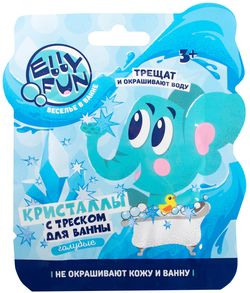 Elly
FUN
ВЕСЕЛЬЕ В ВАННЕ
3+
ТРЕЩАТ
И ОКРАШИВАЮТ ВОДУ
КРИСТАЛЛЫ
С ТРЕСКОМ
ДЛЯ ВАННЫ
голубые
НЕ ОКРАШИВАЮТ КОЖУ И ВАННУ